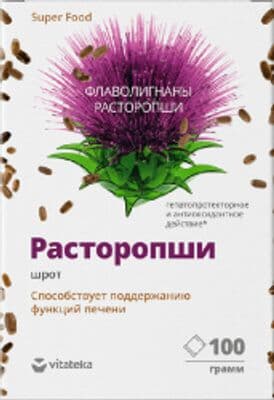 Super Food
ФЛАВОЛИГНАНЫ
РАСТОРОПШИ
гепатопротекторное
и антиоксидантное
действие*
Расторопши
шрот
Способствует поддержанию
функций печени
vitateka
100
грамм